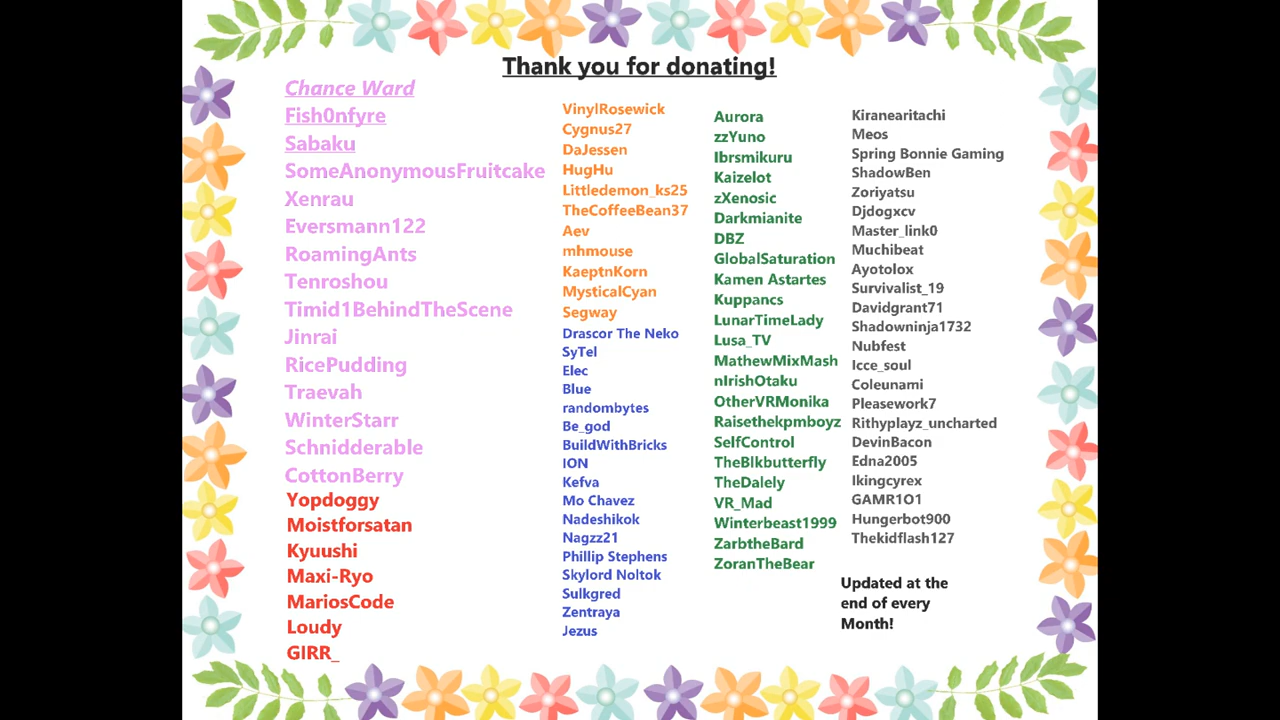 Thank you for donating!
Chance Ward
Fish0nfyre
Sabaku
SomeAnonymousFruitcake
Xenrau
Eversmann122
RoamingAnts
Tenroshou
Timid1BehindTheScene
Jinrai
RicePudding
Traevah
WinterStarr
Schnidderable
CottonBerry
Yopdoggy
Moistforsatan
Kyuushi
Maxi-Ryo
MariosCode
Loudy
GIRR_
VinylRosewick
Cygnus27
DaJessen
HugHu
Littledemon_ks25
TheCoffeeBean37
Aev
mhmouse
KaeptnKorn
MysticalCyan
Segway
Drascor The Neko
SyTel
Elec
Blue
randombytes
Be_god
BuildWithBricks
ION
Kefva
Mo Chavez
Nadeshikok
Nagzz21
Phillip Stephens
Skylord Noltok
Sulkgred
Zentraya
Jezus
Aurora
zzYuno
Ibrsmikuru
Kaizelot
zXenosic
Darkmianite
DBZ
GlobalSaturation
Kamen Astartes
Kuppancs
LunarTimeLady
Lusa_TV
MathewMixMash
nIrishOtaku
OtherVRMonika
Raisethekpmboyz
SelfControl
TheBlkbutterfly
TheDalely
VR_Mad
Winterbeast1999
ZarbtheBard
ZoranTheBear
Kiranearitachi
Meos
Spring Bonnie Gaming
ShadowBen
Zoriyatsu
Djdogxcv
Master_link0
Muchibeat
Ayotolox
Survivalist_19
Davidgrant71
Shadowninja1732
Nubfest
Icce_soul
Coleunami
Pleasework7
Rithyplayz_uncharted
DevinBacon
Edna2005
Ikingcyrex
GAMR1O1
Hungerbot900
Thekidflash127
Updated at the
end of every
Month!